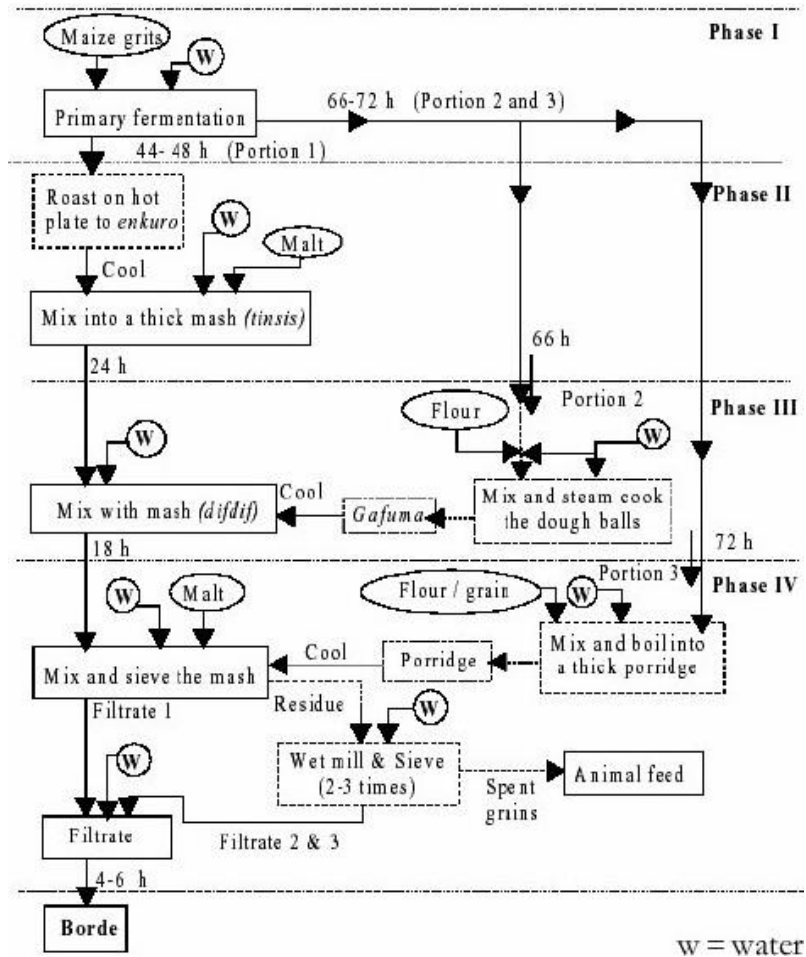 Maize grits
Phase I
W
66-72 h (Portion 2 and 3)
Primary fermentation
44- 48 h (Portion 1)
Roast on hot
plate to enkuro
Phase II
W
Malt
Cool
Mix into a thick mash (tinsis)
66 h
24 h
Portion 2
Flour
Phase III
W
W
Mix and steam cook
the dough balls
Cool
Gafuma
Mix with mash (difdif)
72 h
18 h
Portion 3
Phase IV
W
Malt
Flour / grain
W
Mix and boil into
a thick porridge
Cool
Porridge
Mix and sieve the mash
Residue
Filtrate 1
W
W
Wet mill & Sieve
(2-3 times)
Animal feed
Spent
grains
Filtrate
Filtrate 2 & 3
4-6 h
Borde
w = water